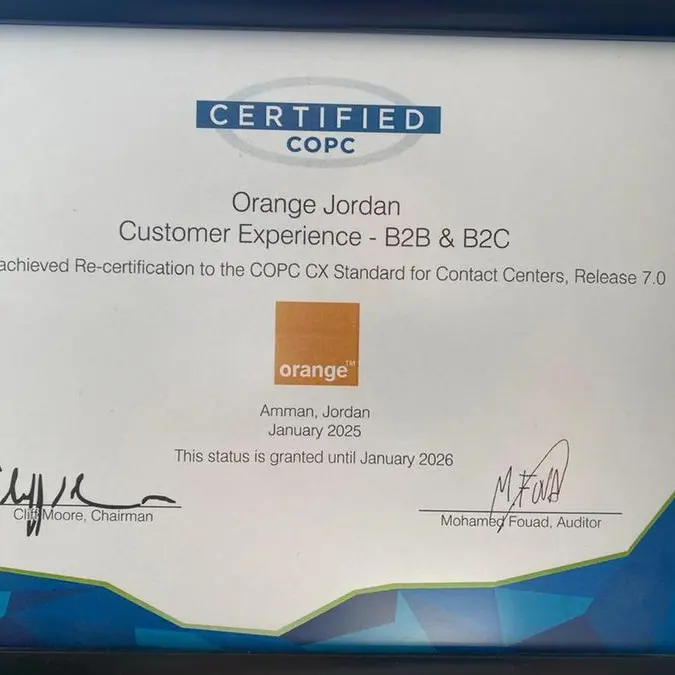 CERTIFIED
COPC
Orange Jordan
Customer Experience - B2B & B2C
achieved Re-certification to the COPC CX Standard for Contact Centers, Release 7.0
orange™
Amman, Jordan
January 2025
This status is granted until January 2026
M. Fouad
Cliff Moore, Chairman
Mohamed Fouad, Auditor